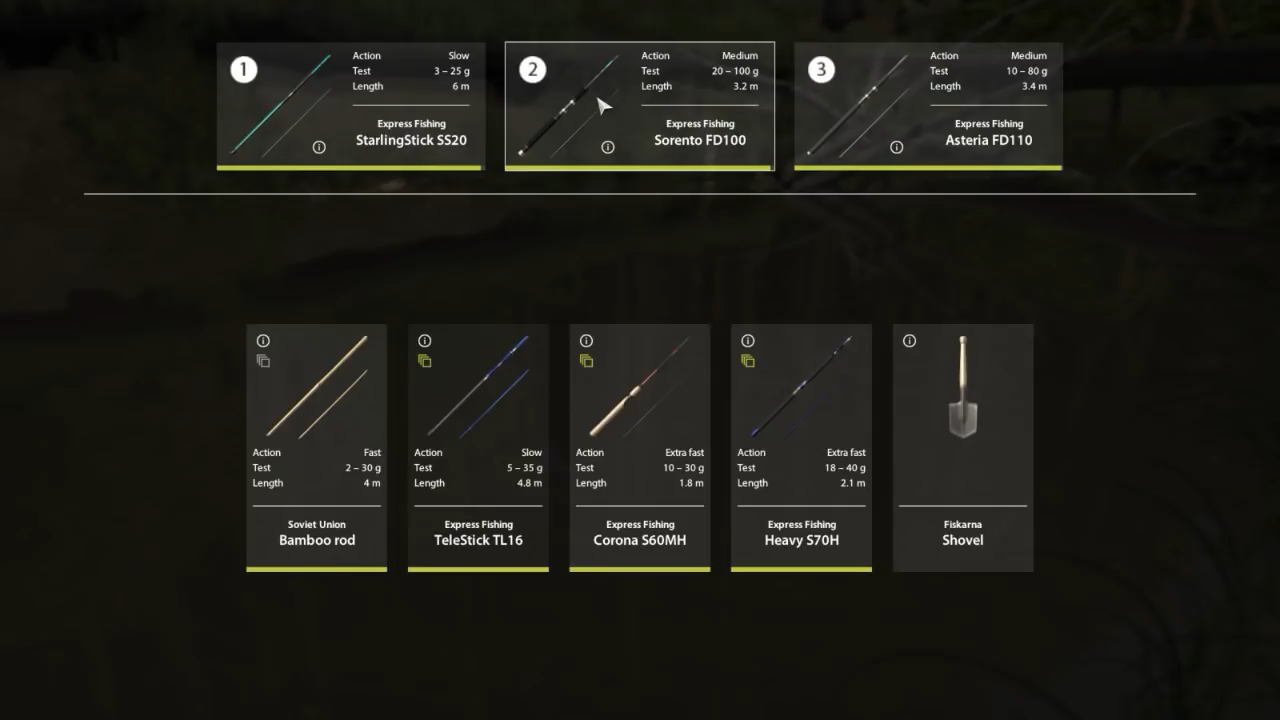 1
Action Slow
Test 3 – 25 g
Length 6 m
Express Fishing
StarlingStick SS20
2
Action Medium
Test 20 – 100 g
Length 3.2 m
Express Fishing
Sorento FD100
3
Action Medium
Test 10 – 80 g
Length 3.4 m
Express Fishing
Asteria FD110
Action Fast
Test 2 – 30 g
Length 4 m
Soviet Union
Bamboo rod
Action Slow
Test 5 – 35 g
Length 4.8 m
Express Fishing
TeleStick TL16
Action Extra fast
Test 10 – 30 g
Length 1.8 m
Express Fishing
Corona S60MH
Action Extra fast
Test 18 – 40 g
Length 2.1 m
Express Fishing
Heavy S70H
Fiskarna
Shovel